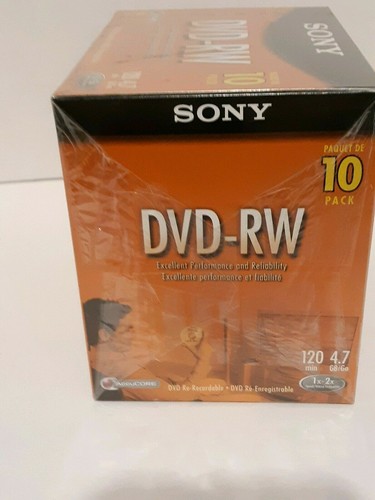 SONY
DVD-RW
10
SONY
PAQUET DE
10
PACK
DVD-RW
Excellent Performance and Reliability
Excellente performance et fiabilité
120 4.7
min GB/Go
1x-2x
ACCUCORE
DVD Re-Recordable • DVD Ré-Enregistrable